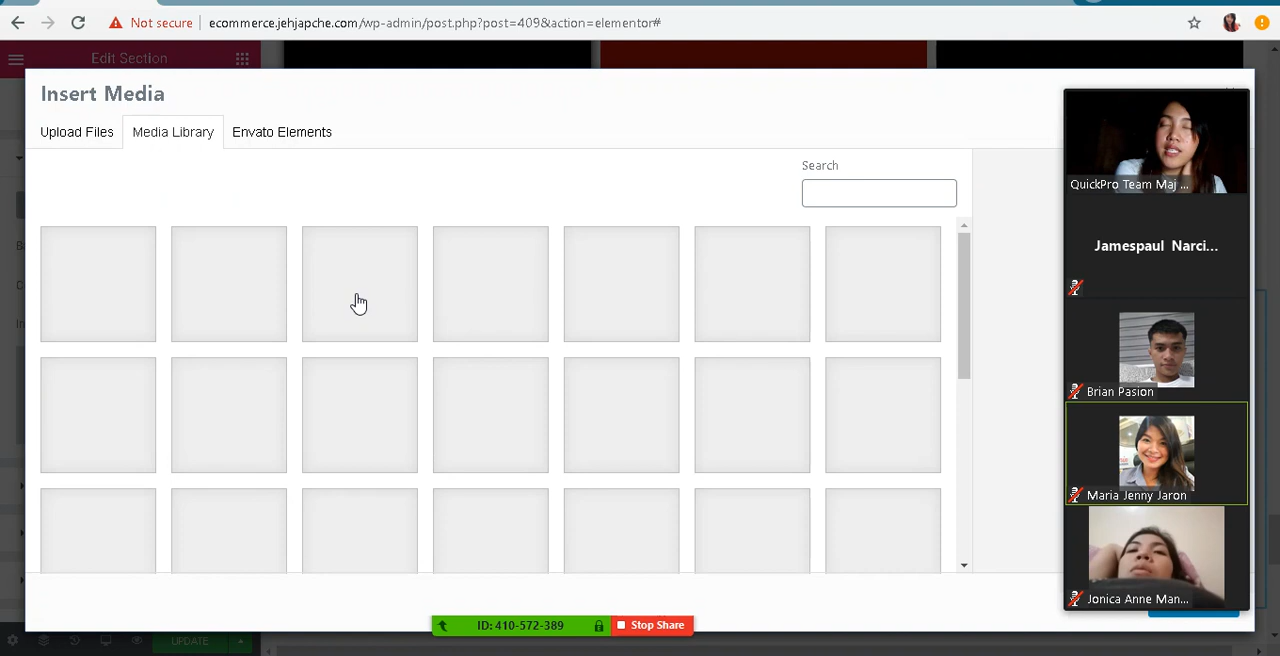 Not secure
ecommerce.jehjapche.com/wp-admin/post.php?post=409&action=elementor#
Edit Section
Insert Media
Upload Files
Media Library
Envato Elements
Search
QuickPro Team Maj ...
Jamespaul Narci...
Brian Pasion
Maria Jenny Jaron
Jonica Anne Man...
UPDATE
ID: 410-572-389
Stop Share